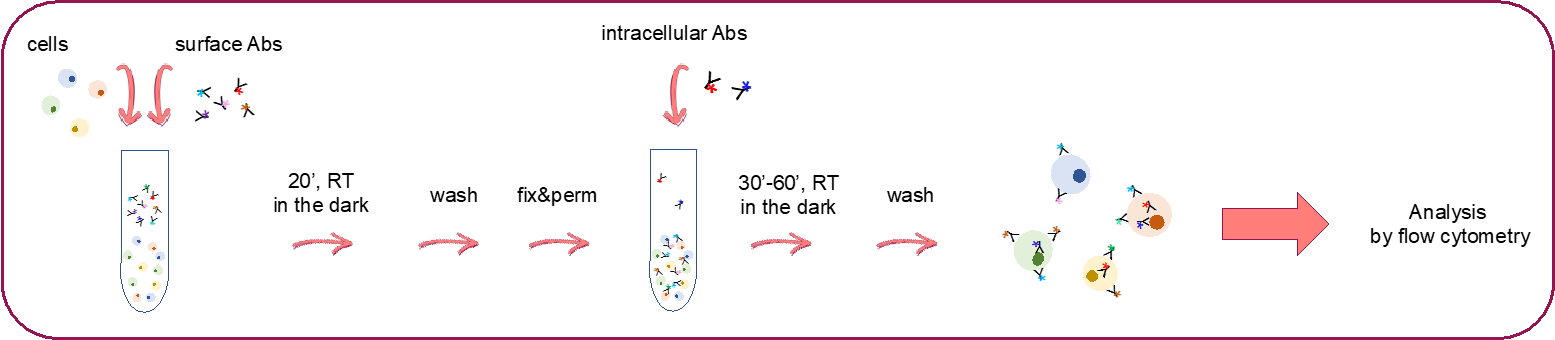 cells
surface Abs
20’, RT
in the dark
wash
fix&perm
intracellular Abs
30’-60’, RT
in the dark
wash
Analysis
by flow cytometry